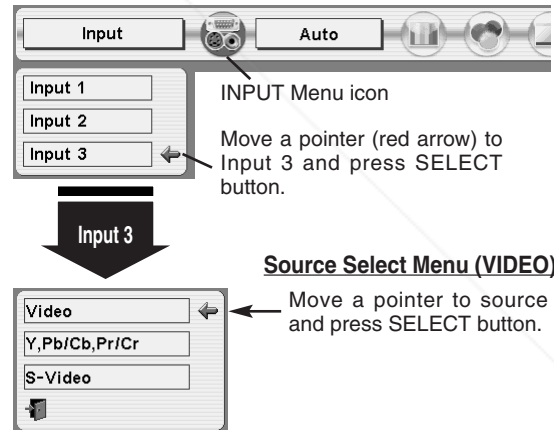 Input
Auto
Input 1
Input 2
Input 3
INPUT Menu icon
Move a pointer (red arrow) to
Input 3 and press SELECT
button.
Input 3
Source Select Menu (VIDEO)
Video
Y,Pb/Cb,Pr/Cr
S-Video
Move a pointer to source
and press SELECT button.